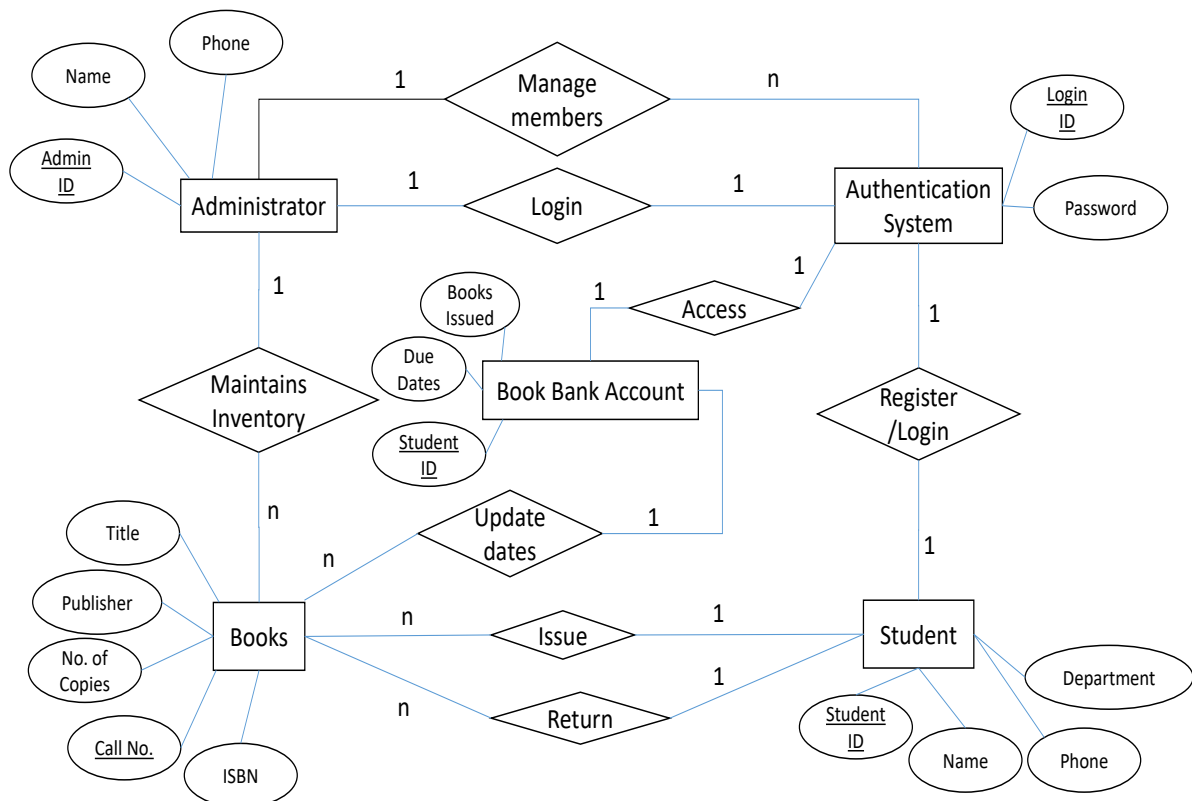 Phone
Name
1
Manage
members
n
Login
ID
Admin
ID
Administrator
1
Login
1
Authentication
System
Password
1
1
Access
1
1
Books
Issued
Due
Dates
Book Bank Account
Maintains
Inventory
Register
/Login
Student
ID
n
Title
n
Update
dates
1
1
Publisher
Books
n
Issue
1
Student
No. of
Copies
n
Return
1
Department
Call No.
ISBN
Student
ID
Name
Phone